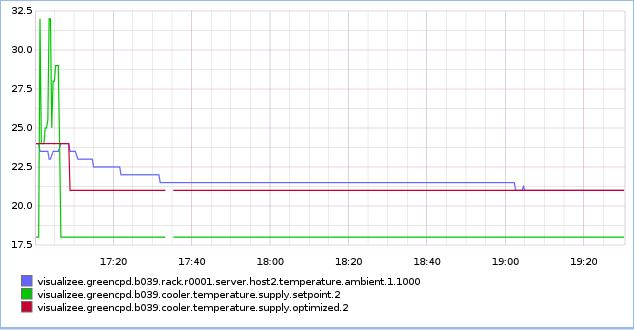 32.5
30.0
27.5
25.0
22.5
20.0
17.5
17:20 17:40 18:00 18:20 18:40 19:00 19:20
visualizee.greencpd.b039.rack.r0001.server.host2.temperature.ambient.1.1000
visualizee.greencpd.b039.cooler.temperature.supply.setpoint.2
visualizee.greencpd.b039.cooler.temperature.supply.optimized.2